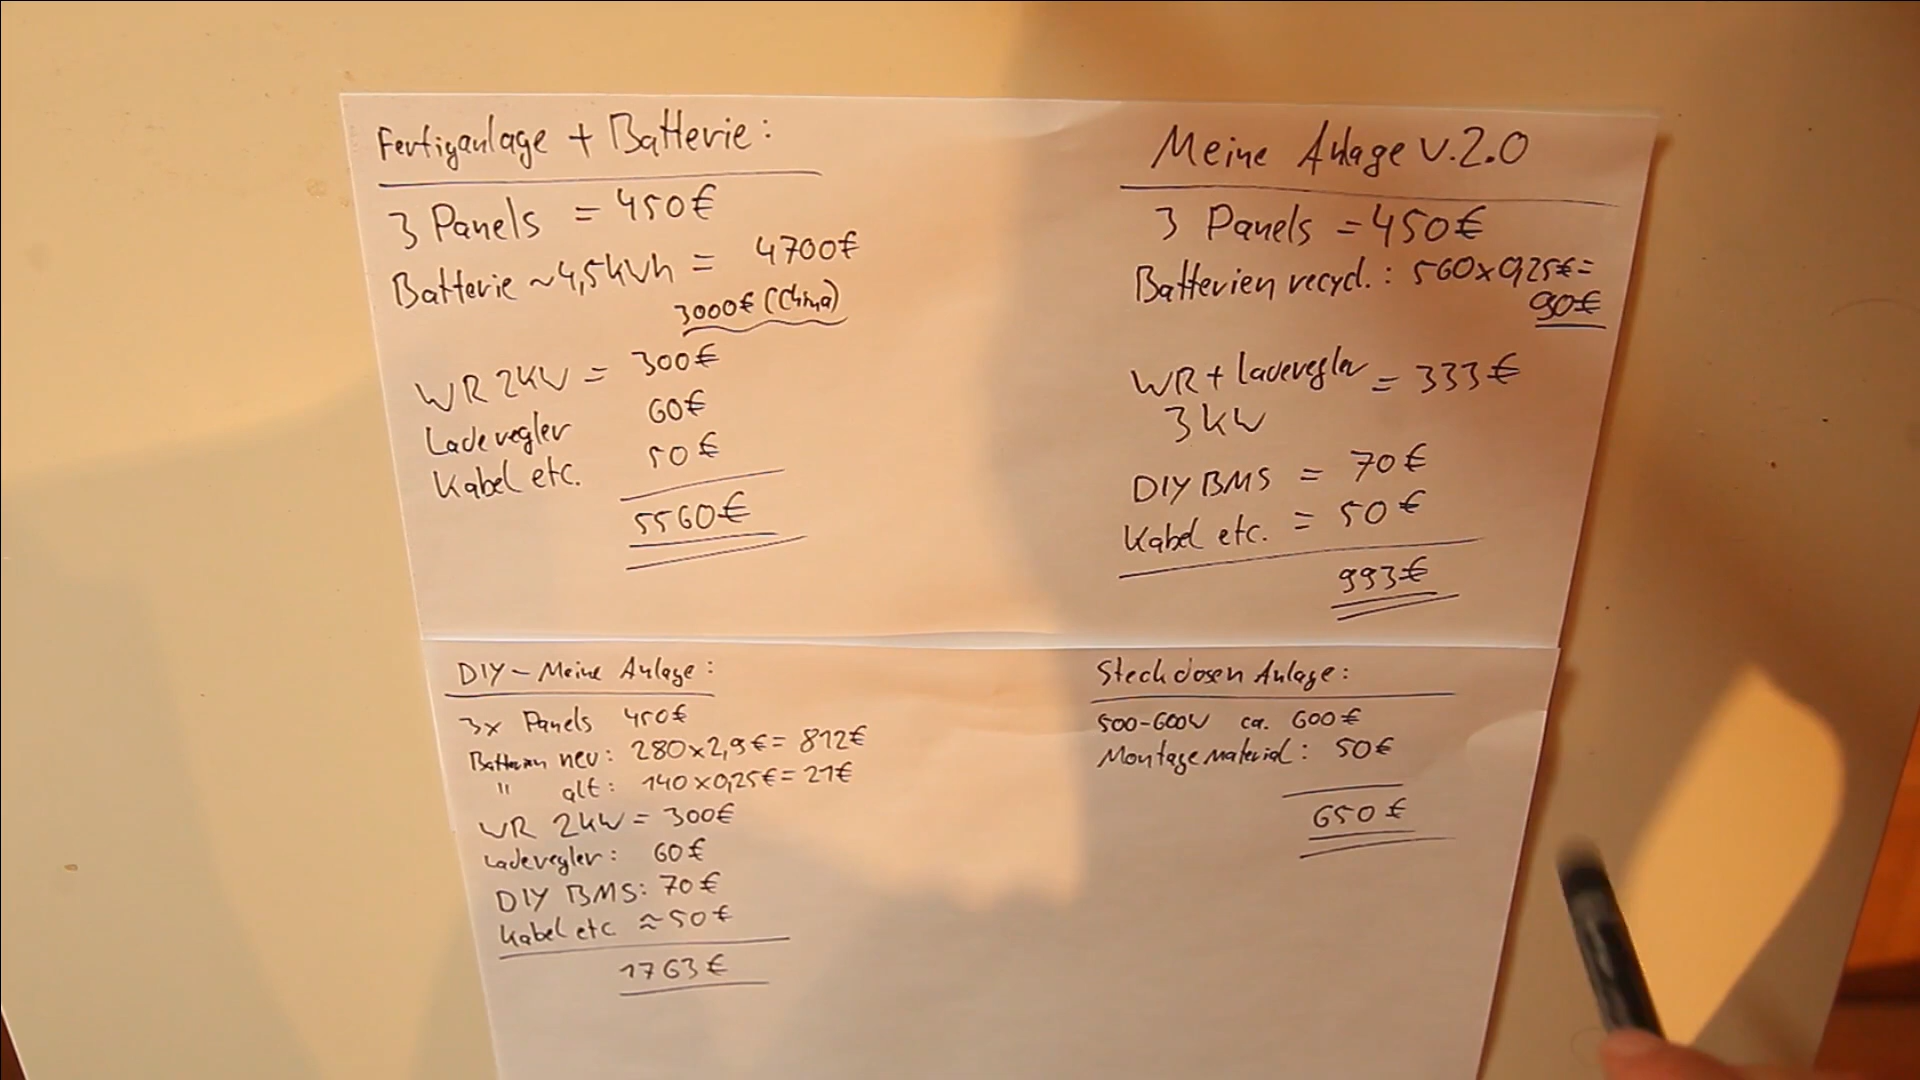 Fertiganlage + Batterie:
3 Panels = 450€
Batterie ~4,5kWh = 4700€
3000€ (China)
WR 2KW = 300€
Laderegler 60€
Kabel etc. 50€
5560€
Meine Anlage v.2.0
3 Panels = 450€
Batterien recycl.: 560x0,25€=
90€
WR + Laderegler = 333€
3kW
DIY BMS = 70€
Kabel etc. = 50€
993€
DIY - Meine Anlage:
3x Panels 450€
Batterien neu: 280x2,9€= 812€
" alt: 140x0,25€= 21€
WR 2kW = 300€
Laderegler: 60€
DIY BMS: 70€
Kabel etc ≈50€
1763€
Steckdosen Anlage:
500-600W ca. 600€
Montagematerial: 50€
650€